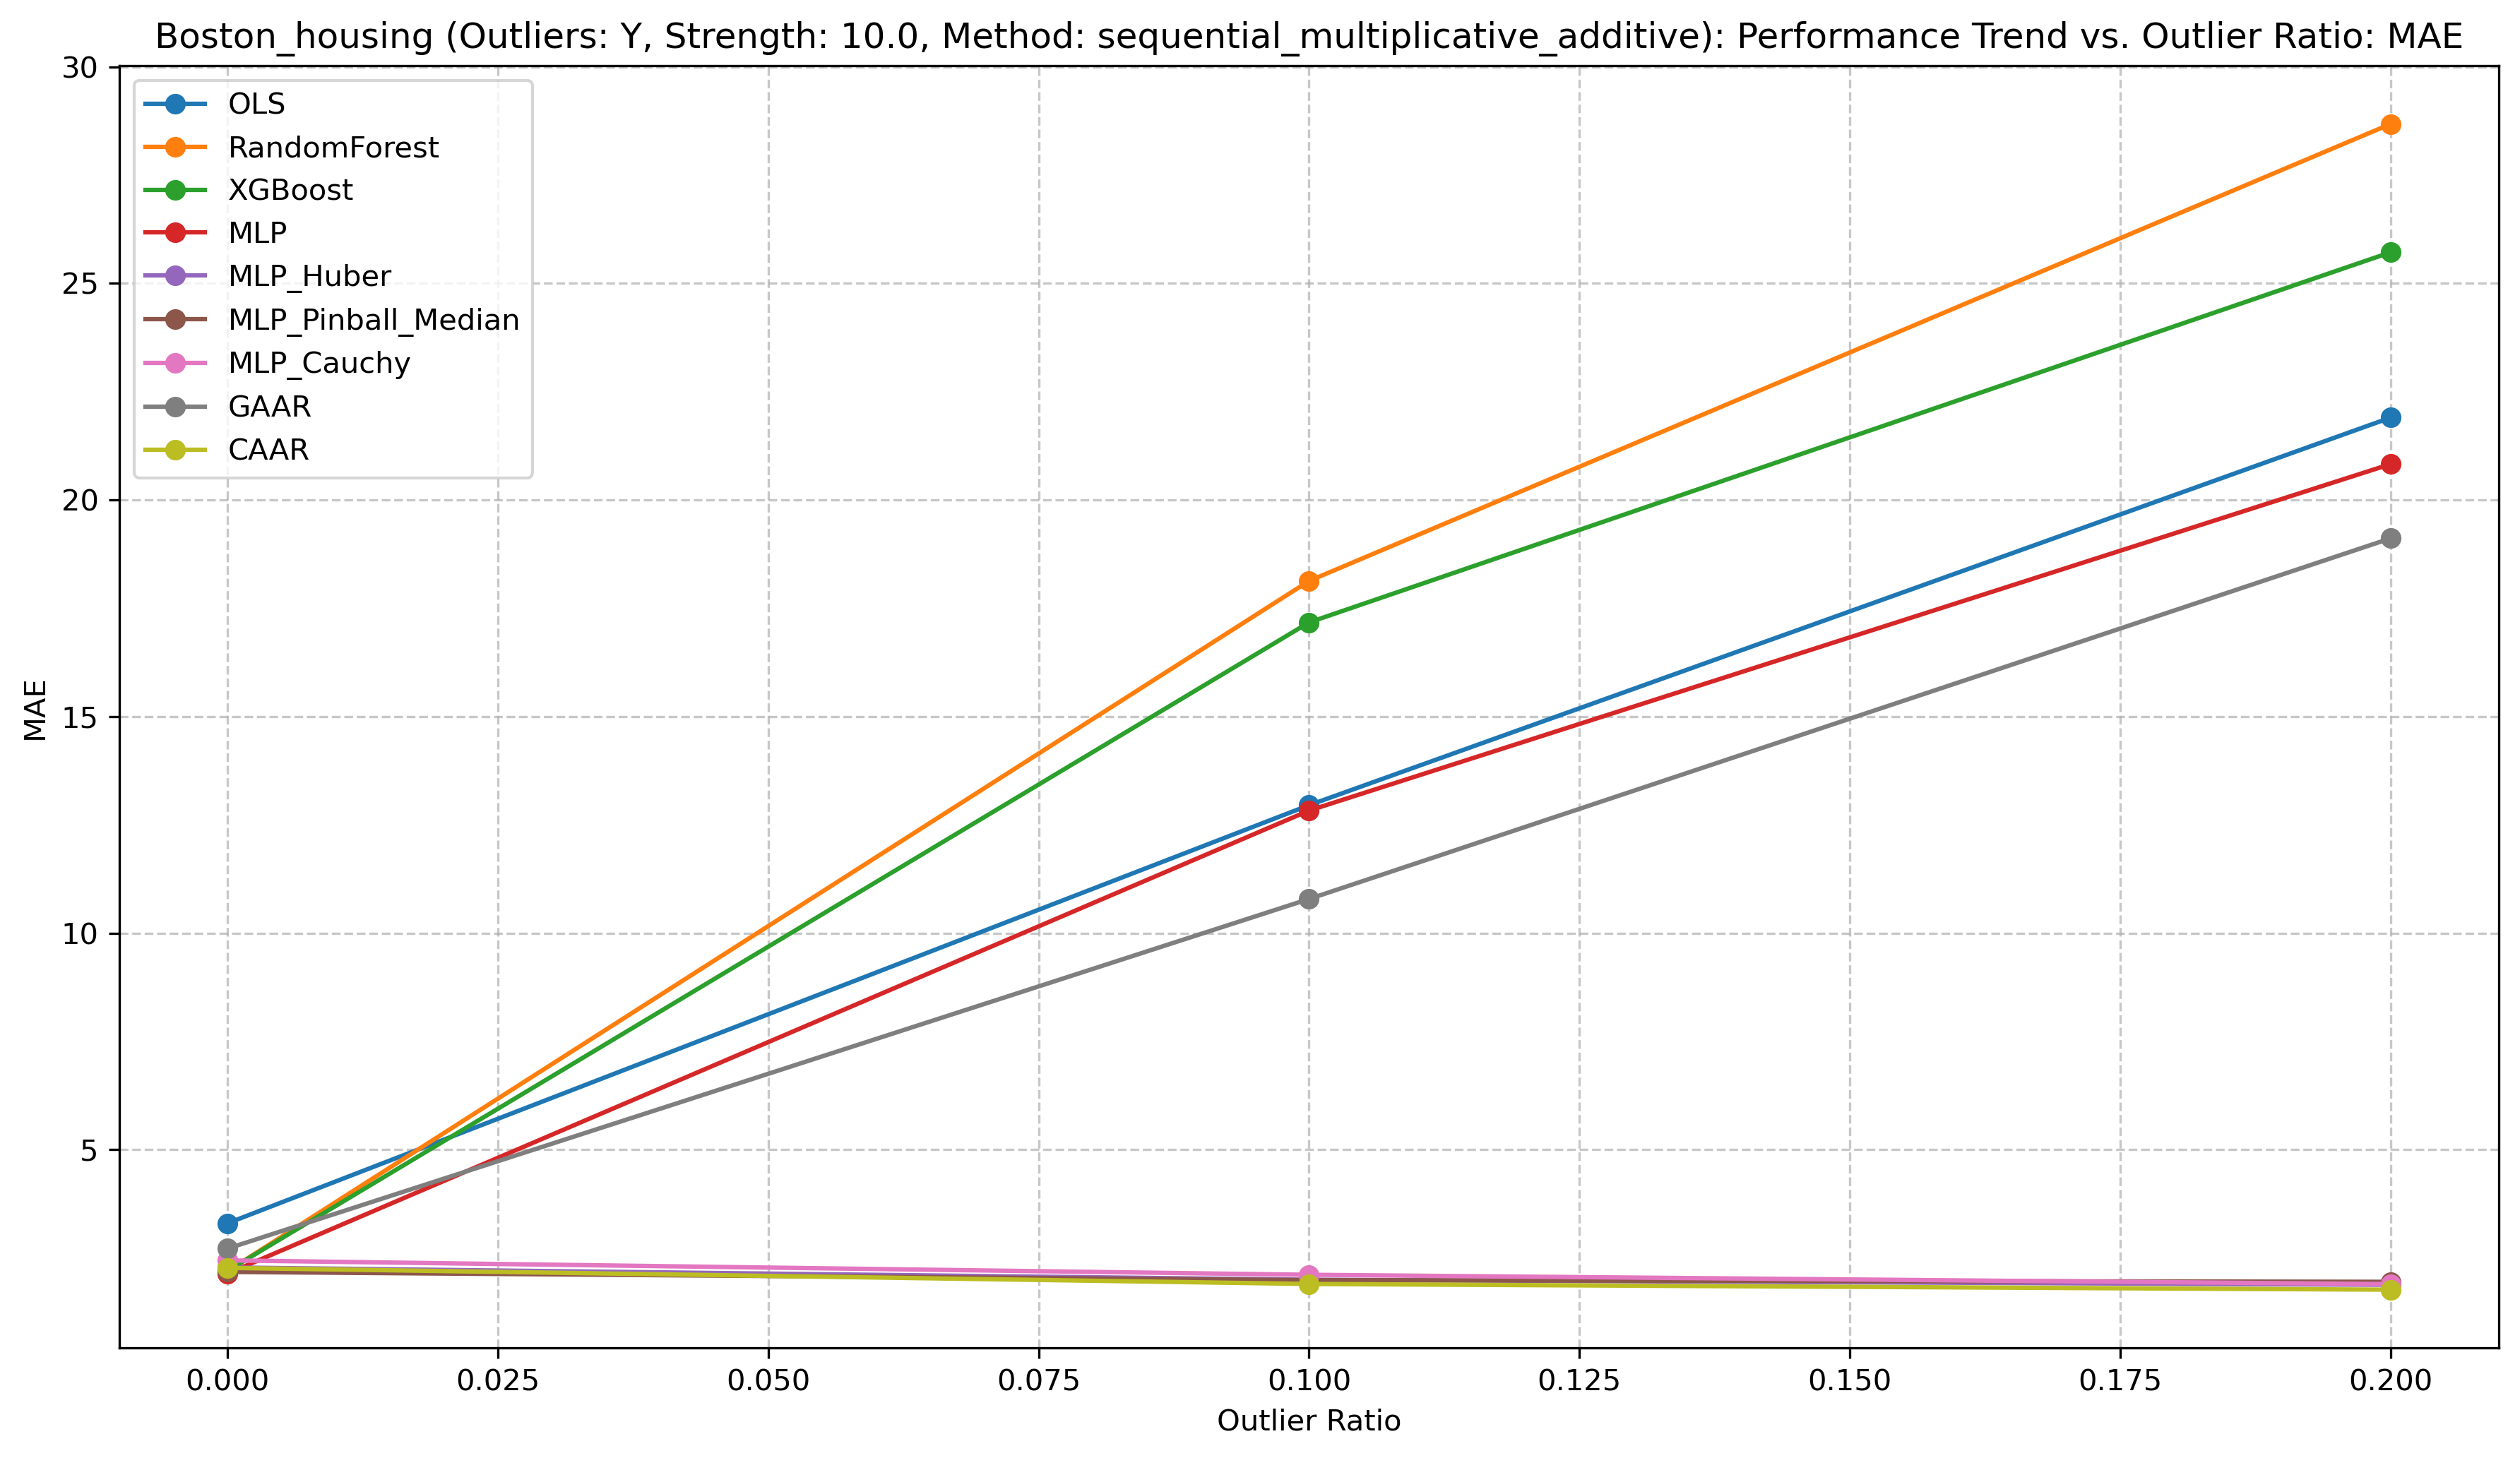 Boston_housing (Outliers: Y, Strength: 10.0, Method: sequential_multiplicative_additive): Performance Trend vs. Outlier Ratio: MAE
30
25
20
15
10
5
MAE
OLS
RandomForest
XGBoost
MLP
MLP_Huber
MLP_Pinball_Median
MLP_Cauchy
GAAR
CAAR
0.000 0.025 0.050 0.075 0.100 0.125 0.150 0.175 0.200
Outlier Ratio